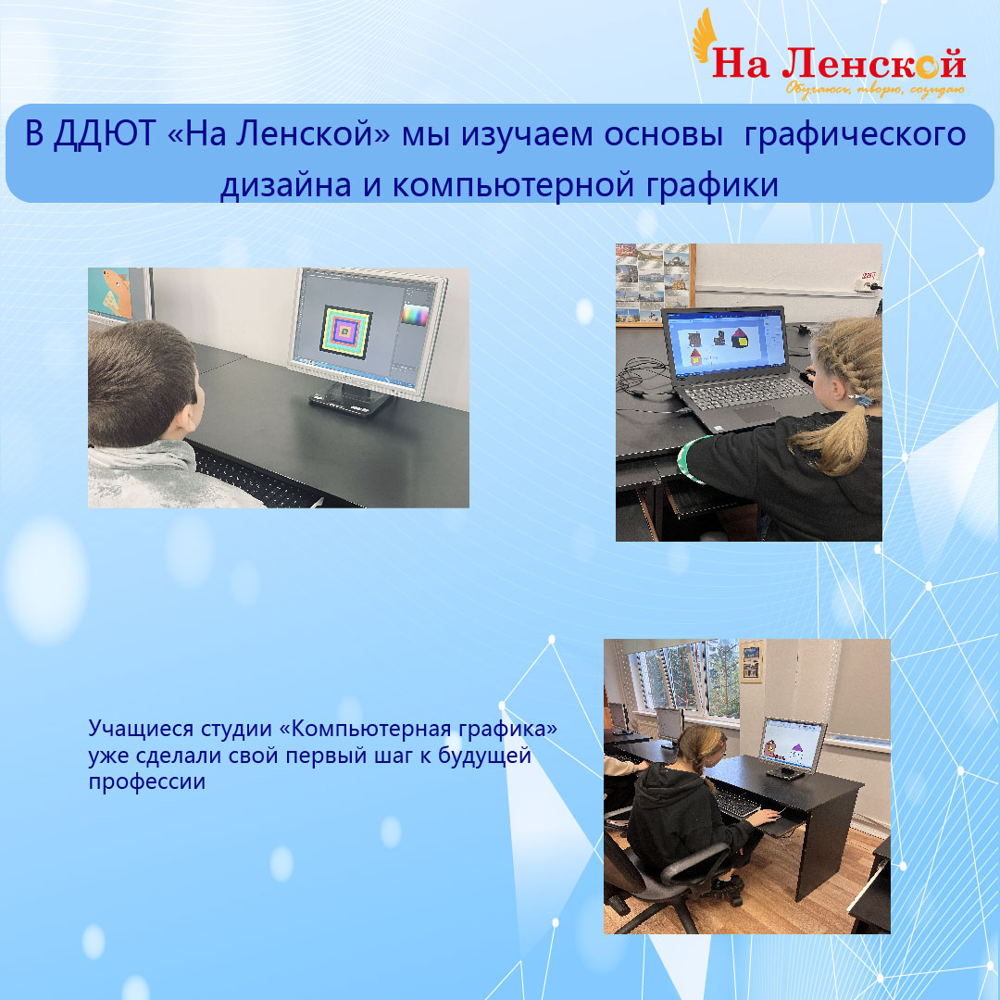 На Ленской
Обучаюсь, творю, созидаю
В ДДЮТ «На Ленской» мы изучаем основы графического
дизайна и компьютерной графики
Учащиеся студии «Компьютерная графика»
уже сделали свой первый шаг к будущей
профессии